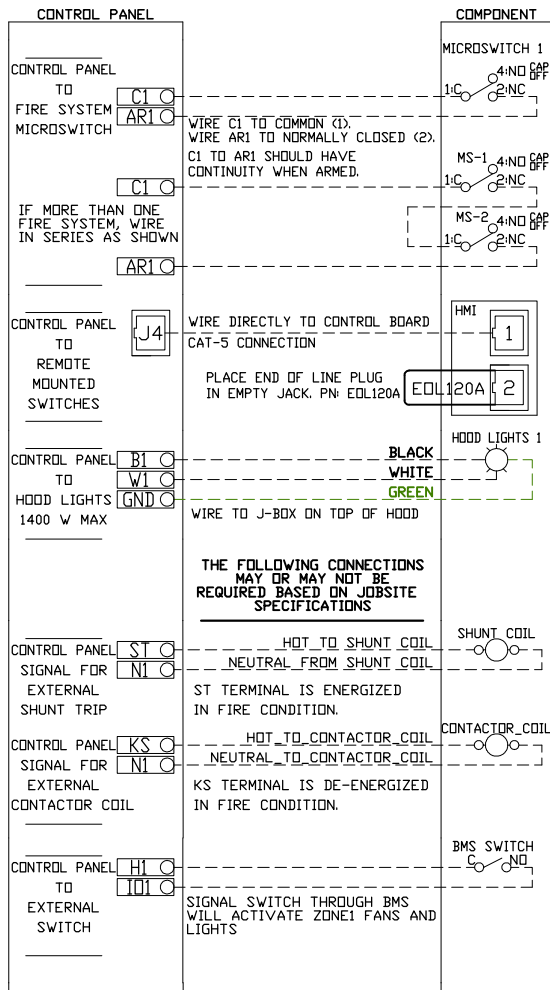 CONTROL PANEL
COMPONENT
MICROSWITCH 1
CONTROL PANEL
TO
FIRE SYSTEM
MICROSWITCH
C1
AR1
1:C
4:NO
CAP
OFF
2:NC
WIRE C1 TO COMMON (1).
WIRE AR1 TO NORMALLY CLOSED (2).
C1 TO AR1 SHOULD HAVE
CONTINUITY WHEN ARMED.
C1
MS-1
1:C
4:NO
CAP
OFF
2:NC
IF MORE THAN ONE
FIRE SYSTEM, WIRE
IN SERIES AS SHOWN
MS-2
1:C
4:NO
CAP
OFF
2:NC
AR1
CONTROL PANEL
TO
REMOTE
MOUNTED
SWITCHES
J4
WIRE DIRECTLY TO CONTROL BOARD
CAT-5 CONNECTION
HMI
1
PLACE END OF LINE PLUG
IN EMPTY JACK. PN: EOL120A
EOL120A
2
CONTROL PANEL
TO
HOOD LIGHTS
1400 W MAX
B1
W1
GND
BLACK
WHITE
GREEN
HOOD LIGHTS 1
WIRE TO J-BOX ON TOP OF HOOD
THE FOLLOWING CONNECTIONS
MAY OR MAY NOT BE
REQUIRED BASED ON JOBSITE
SPECIFICATIONS
CONTROL PANEL
SIGNAL FOR
EXTERNAL
SHUNT TRIP
ST
N1
HOT TO SHUNT COIL
NEUTRAL FROM SHUNT COIL
SHUNT COIL
ST TERMINAL IS ENERGIZED
IN FIRE CONDITION.
CONTROL PANEL
SIGNAL FOR
EXTERNAL
CONTACTOR COIL
KS
N1
HOT_TO_CONTACTOR_COIL
NEUTRAL_TO_CONTACTOR_COIL
CONTACTOR_COIL
KS TERMINAL IS DE-ENERGIZED
IN FIRE CONDITION.
CONTROL PANEL
TO
EXTERNAL
SWITCH
H1
IO1
BMS SWITCH
C
NO
SIGNAL SWITCH THROUGH BMS
WILL ACTIVATE ZONE1 FANS AND
LIGHTS